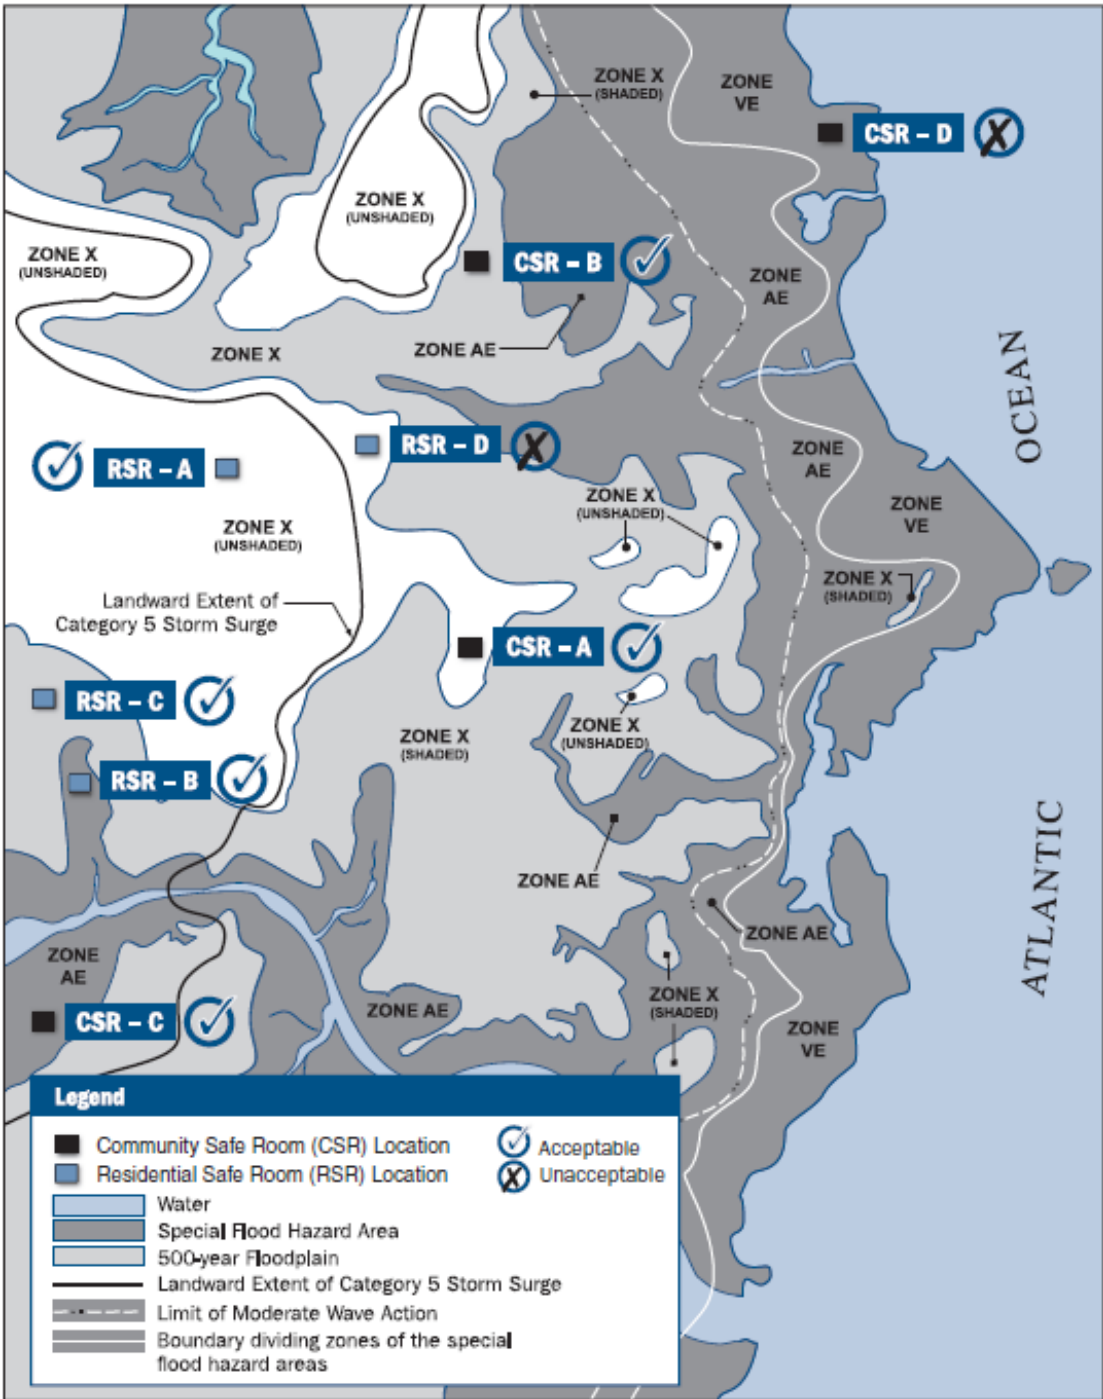 ZONE X
(SHADED)
ZONE
VE
CSR – D
ZONE X
(UNSHADED)
ZONE X
(UNSHADED)
CSR – B
ZONE
AE
ZONE X
ZONE AE
OCEAN
RSR – A
RSR – D
ZONE
AE
ZONE X
(UNSHADED)
ZONE
VE
ZONE X
(UNSHADED)
ZONE X
(SHADED)
Landward Extent of
Category 5 Storm Surge
CSR – A
RSR – C
ZONE X
(SHADED)
ZONE X
(UNSHADED)
RSR – B
ATLANTIC
ZONE AE
ZONE AE
ZONE
AE
ZONE X
(SHADED)
ZONE AE
CSR – C
ZONE
VE
Legend
Community Safe Room (CSR) Location
Acceptable
Residential Safe Room (RSR) Location
Unacceptable
Water
Special Flood Hazard Area
500-year Floodplain
Landward Extent of Category 5 Storm Surge
Limit of Moderate Wave Action
Boundary dividing zones of the special
flood hazard areas